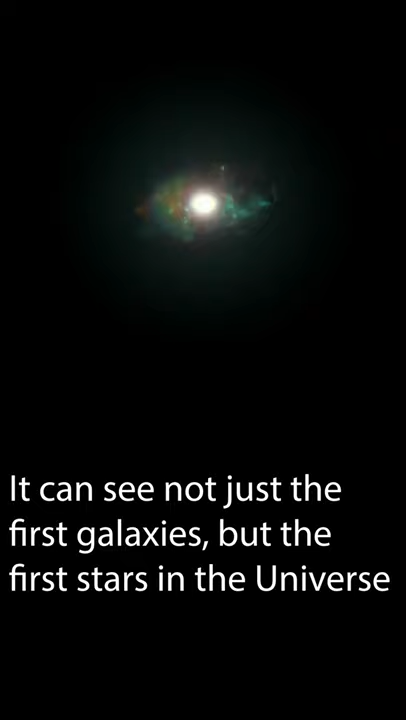 It can see not just the
first galaxies, but the
first stars in the Universe